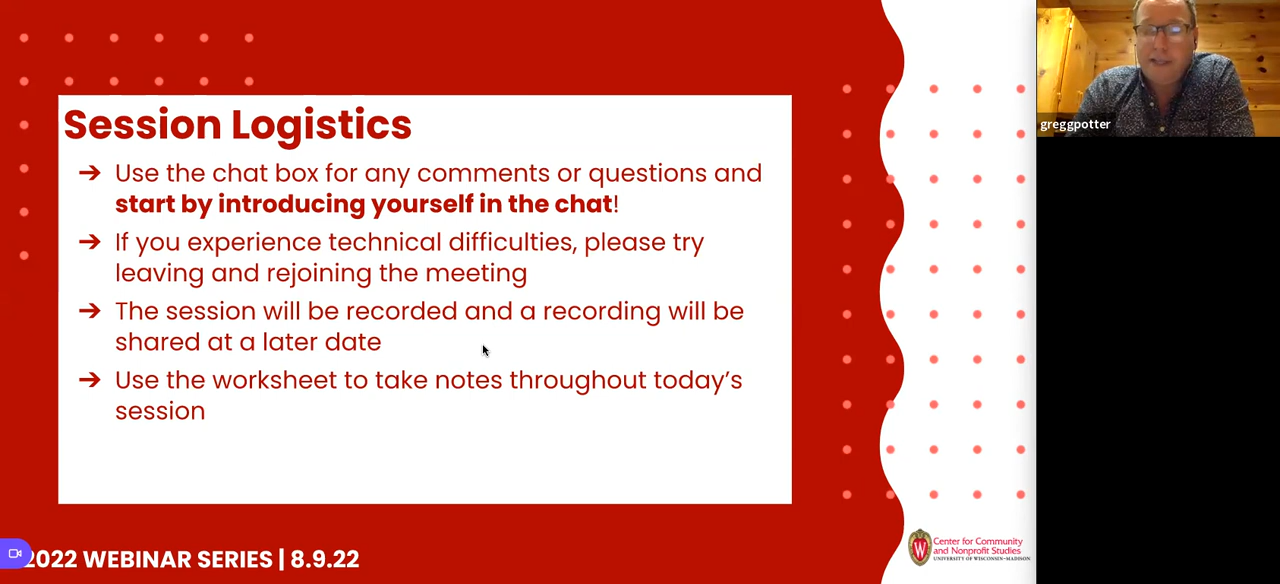 Session Logistics
➔ Use the chat box for any comments or questions and
start by introducing yourself in the chat!
➔ If you experience technical difficulties, please try
leaving and rejoining the meeting
➔ The session will be recorded and a recording will be
shared at a later date
➔ Use the worksheet to take notes throughout today’s
session
greggpotter
2022 WEBINAR SERIES | 8.9.22
W
Center for Community
and Nonprofit Studies
UNIVERSITY OF WISCONSIN–MADISON